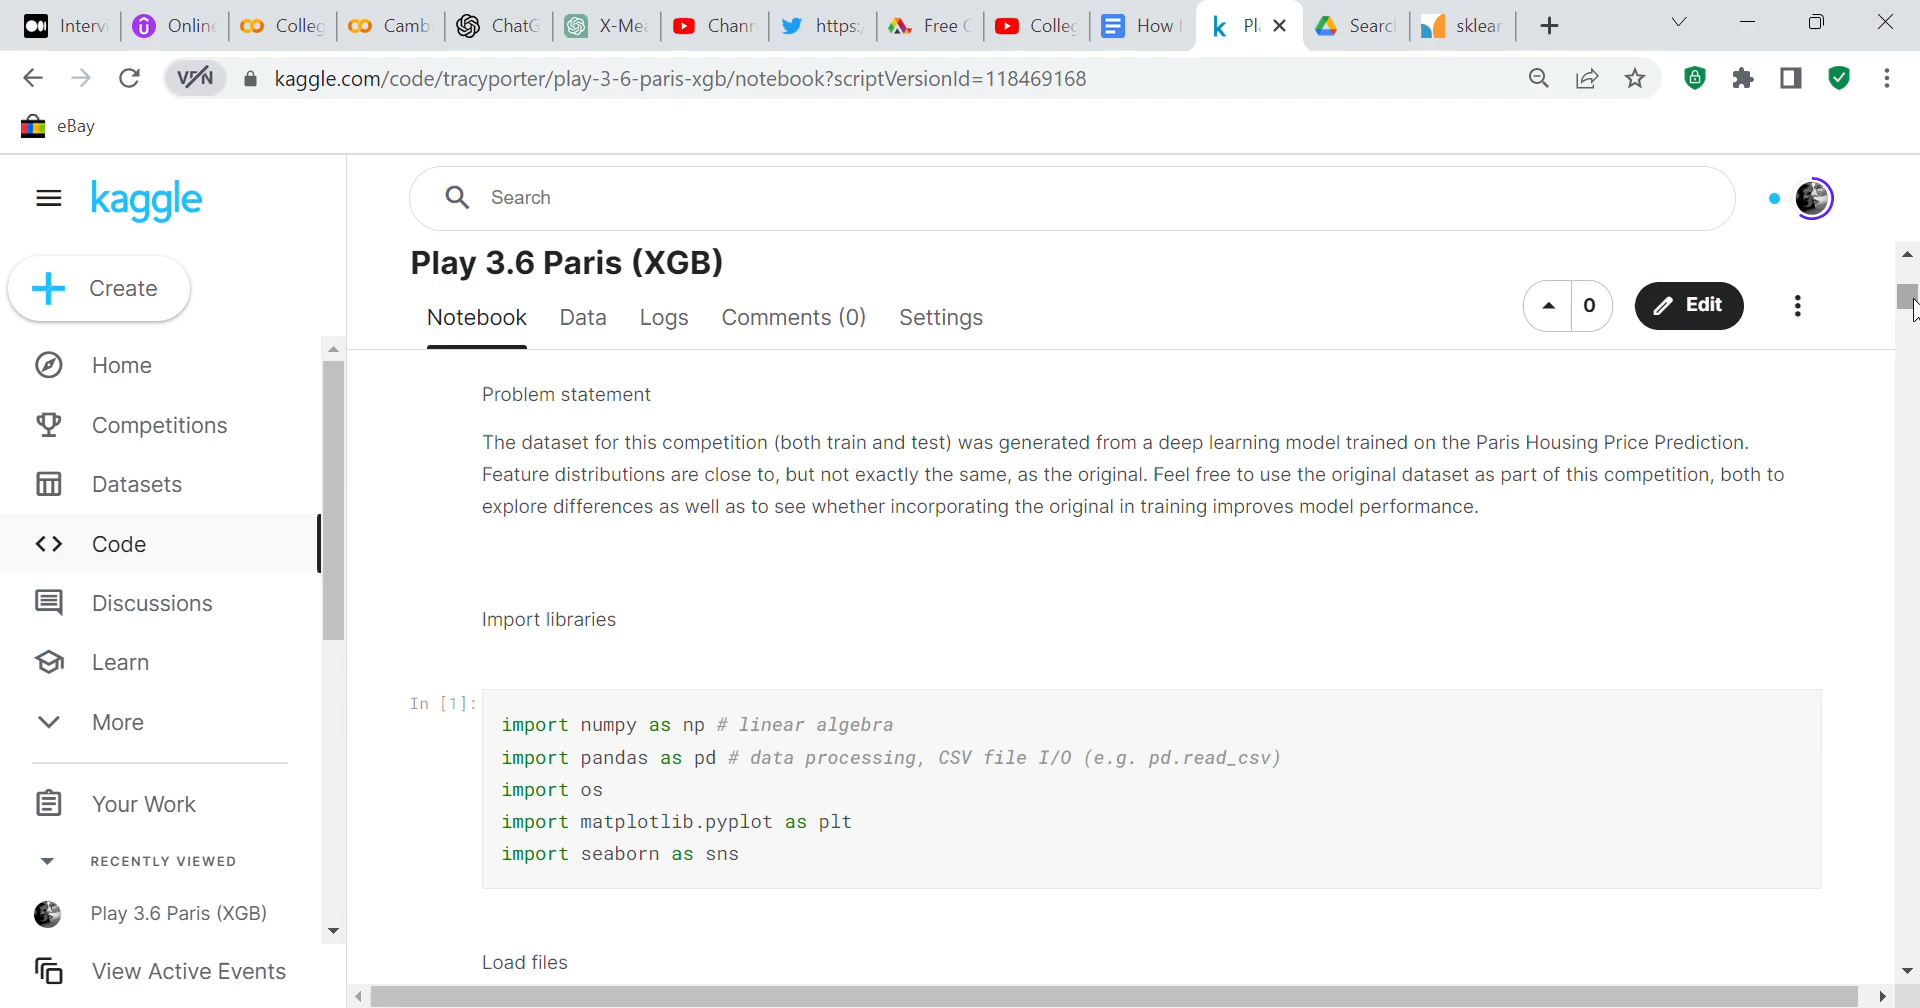 Interv
Online
Colleg
Camb
ChatG
X-Mea
Chann
https:/
Free C
Colleg
How I
Pla
Searc
sklear
VPN
kaggle.com/code/tracyporter/play-3-6-paris-xgb/notebook?scriptVersionId=118469168
eBay
kaggle
Search
Create
Play 3.6 Paris (XGB)
Notebook Data Logs Comments (0) Settings
0
Edit
Home
Competitions
Datasets
Code
Discussions
Learn
More
Your Work
RECENTLY VIEWED
Play 3.6 Paris (XGB)
View Active Events
Problem statement
The dataset for this competition (both train and test) was generated from a deep learning model trained on the Paris Housing Price Prediction.
Feature distributions are close to, but not exactly the same, as the original. Feel free to use the original dataset as part of this competition, both to
explore differences as well as to see whether incorporating the original in training improves model performance.
Import libraries
In [1]:
import numpy as np # linear algebra
import pandas as pd # data processing, CSV file I/O (e.g. pd.read_csv)
import os
import matplotlib.pyplot as plt
import seaborn as sns
Load files